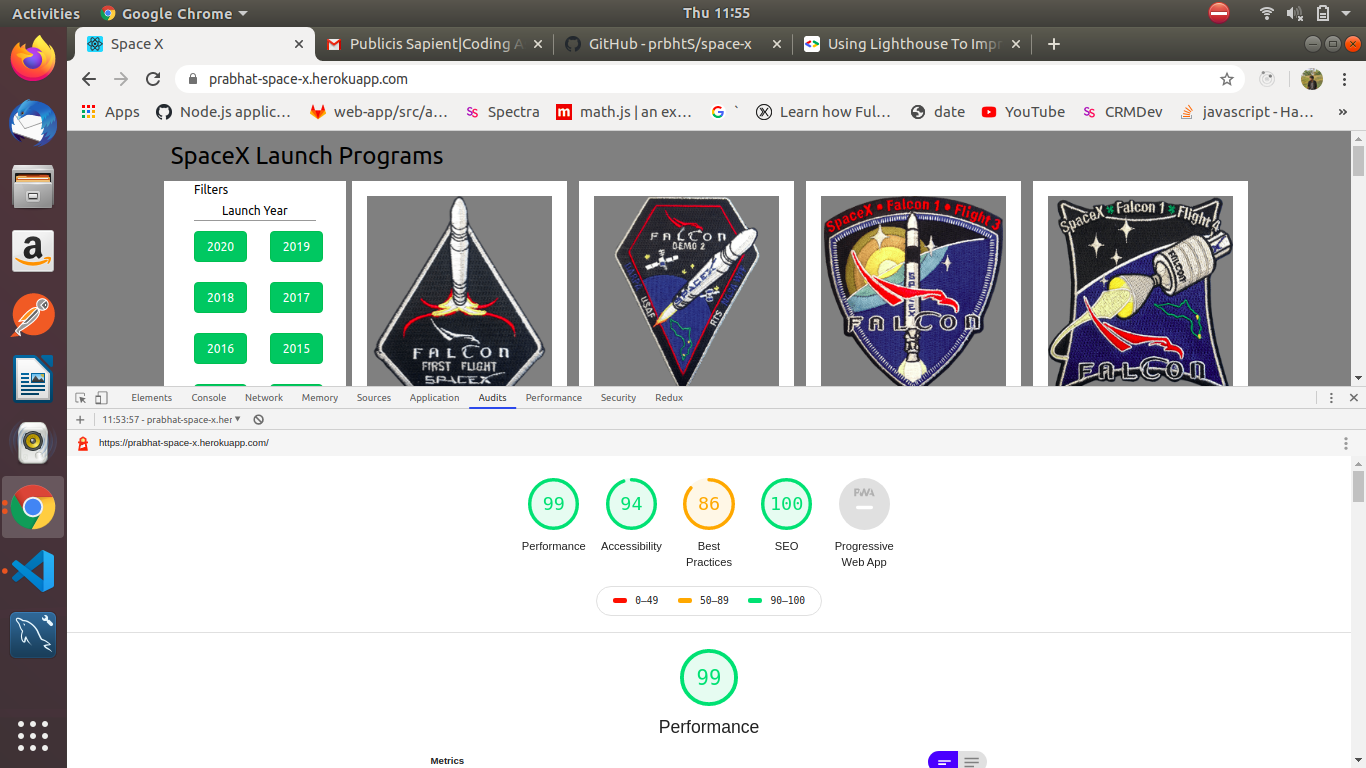 Activities Google Chrome Thu 11:55
Space X Publicis Sapient|Coding A GitHub - prbhtS/space-x Using Lighthouse To Impr
prabhat-space-x.herokuapp.com
Apps Node.js applic… web-app/src/a… Spectra math.js | an ex… ` Learn how Ful… date YouTube CRMDev javascript - Ha… »
SpaceX Launch Programs
Filters
Launch Year
2020 2019
2018 2017
2016 2015
FALCON
FIRST FLIGHT
SPACEX
FALCON
DEMO 2
SPACEX
USAF
RTS
SpaceX • Falcon 1 • Flight 3
SPACEX
FALCON
SpaceX Falcon 1 Flight 4
FALCON
FALCON
Elements Console Network Memory Sources Application Audits Performance Security Redux
11:53:57 - prabhat-space-x.her
https://prabhat-space-x.herokuapp.com/
99 94 86 100 PWA
Performance Accessibility Best Practices SEO Progressive Web App
0–49 50–89 90–100
99
Performance
Metrics